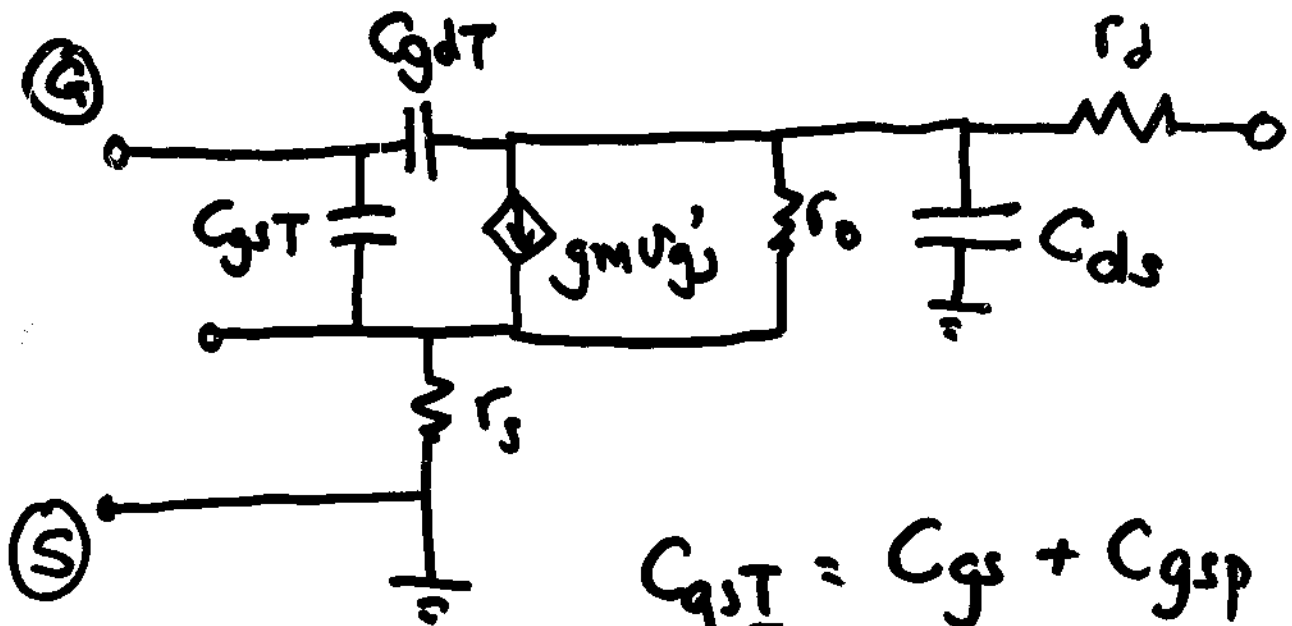 CgdT
rd
G
CgsT
gmvgs'
ro
Cds
rs
S
CgsT = Cgs + Cgsp